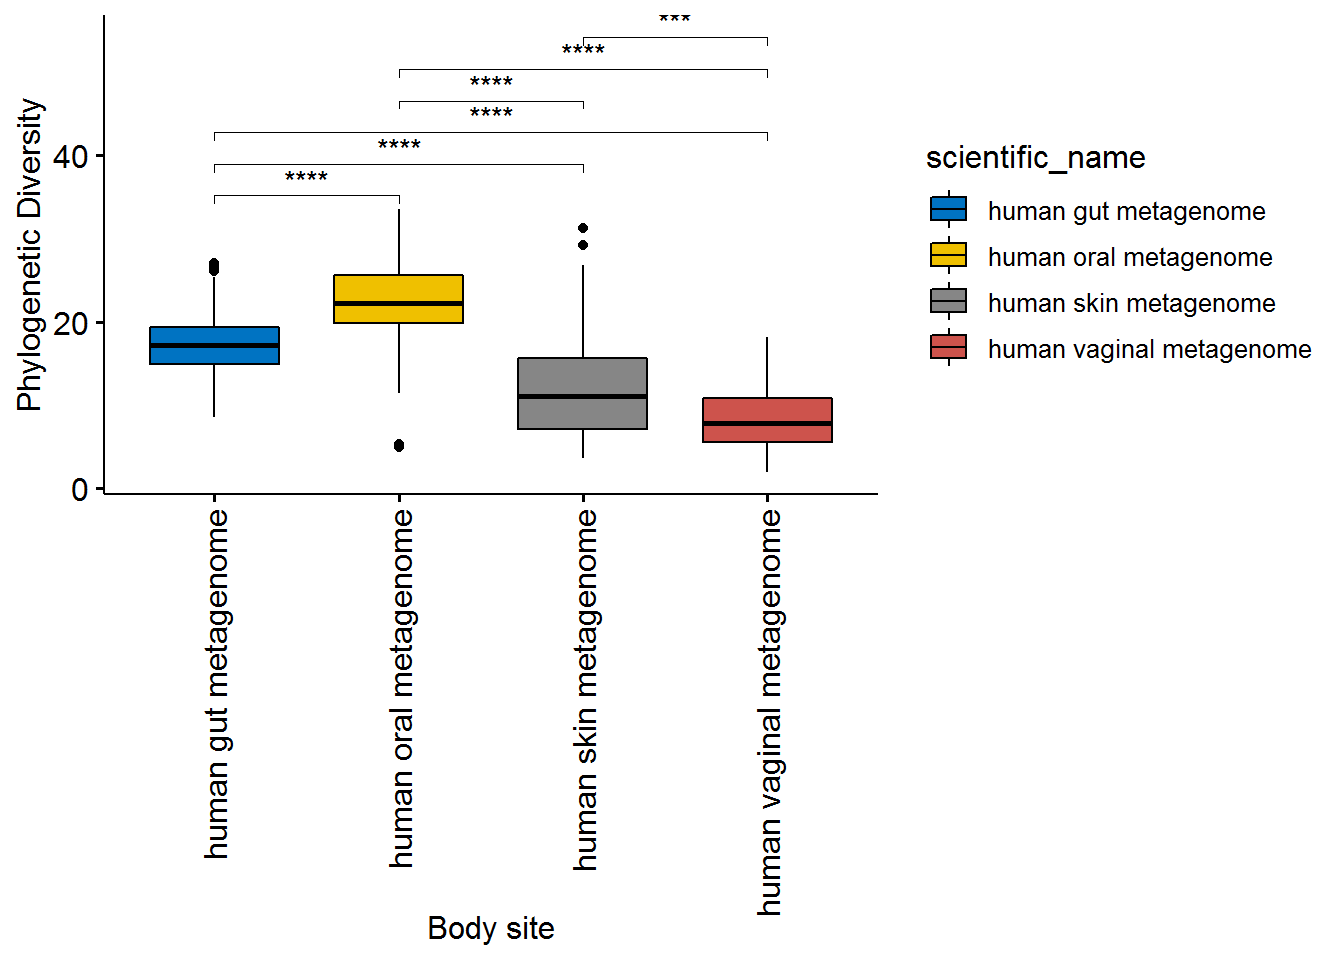 ***
****
****
****
****
****
Phylogenetic Diversity
40
20
0
human gut metagenome
human oral metagenome
human skin metagenome
human vaginal metagenome
Body site
scientific_name
human gut metagenome
human oral metagenome
human skin metagenome
human vaginal metagenome